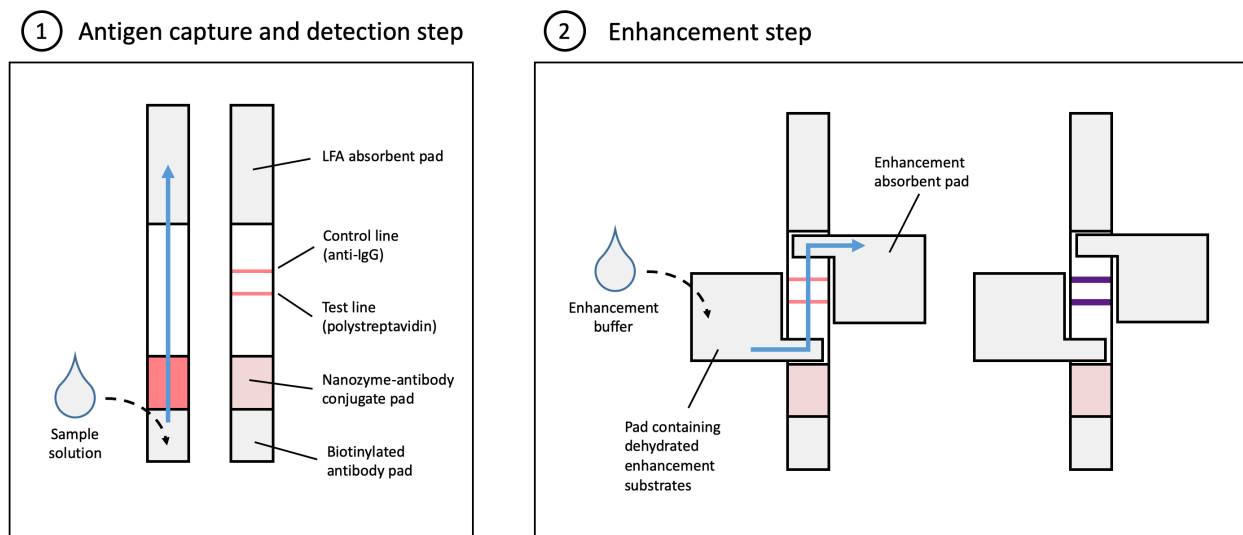 1 Antigen capture and detection step
LFA absorbent pad
Control line
(anti-IgG)
Test line
(polystreptavidin)
Nanozyme-antibody
conjugate pad
Biotinylated
antibody pad
Sample
solution
2 Enhancement step
Enhancement
absorbent pad
Enhancement
buffer
Pad containing
dehydrated
enhancement
substrates